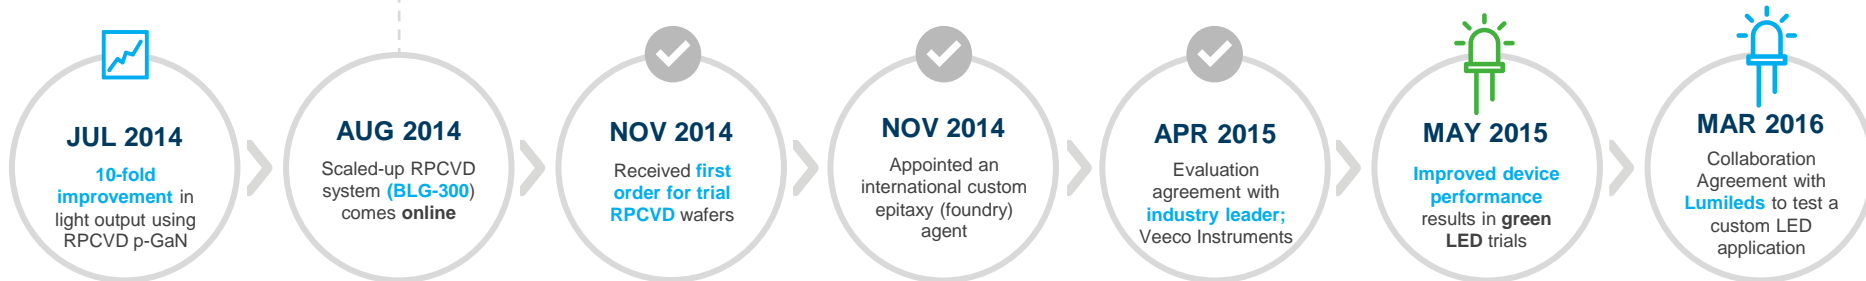 JUL 2014
10-fold
improvement in
light output using
RPCVD p-GaN
AUG 2014
Scaled-up RPCVD
system (BLG-300)
comes online
NOV 2014
Received first
order for trial
RPCVD wafers
NOV 2014
Appointed an
international custom
epitaxy (foundry)
agent
APR 2015
Evaluation
agreement with
industry leader;
Veeco Instruments
MAY 2015
Improved device
performance
results in green
LED trials
MAR 2016
Collaboration
Agreement with
Lumileds to test a
custom LED
application